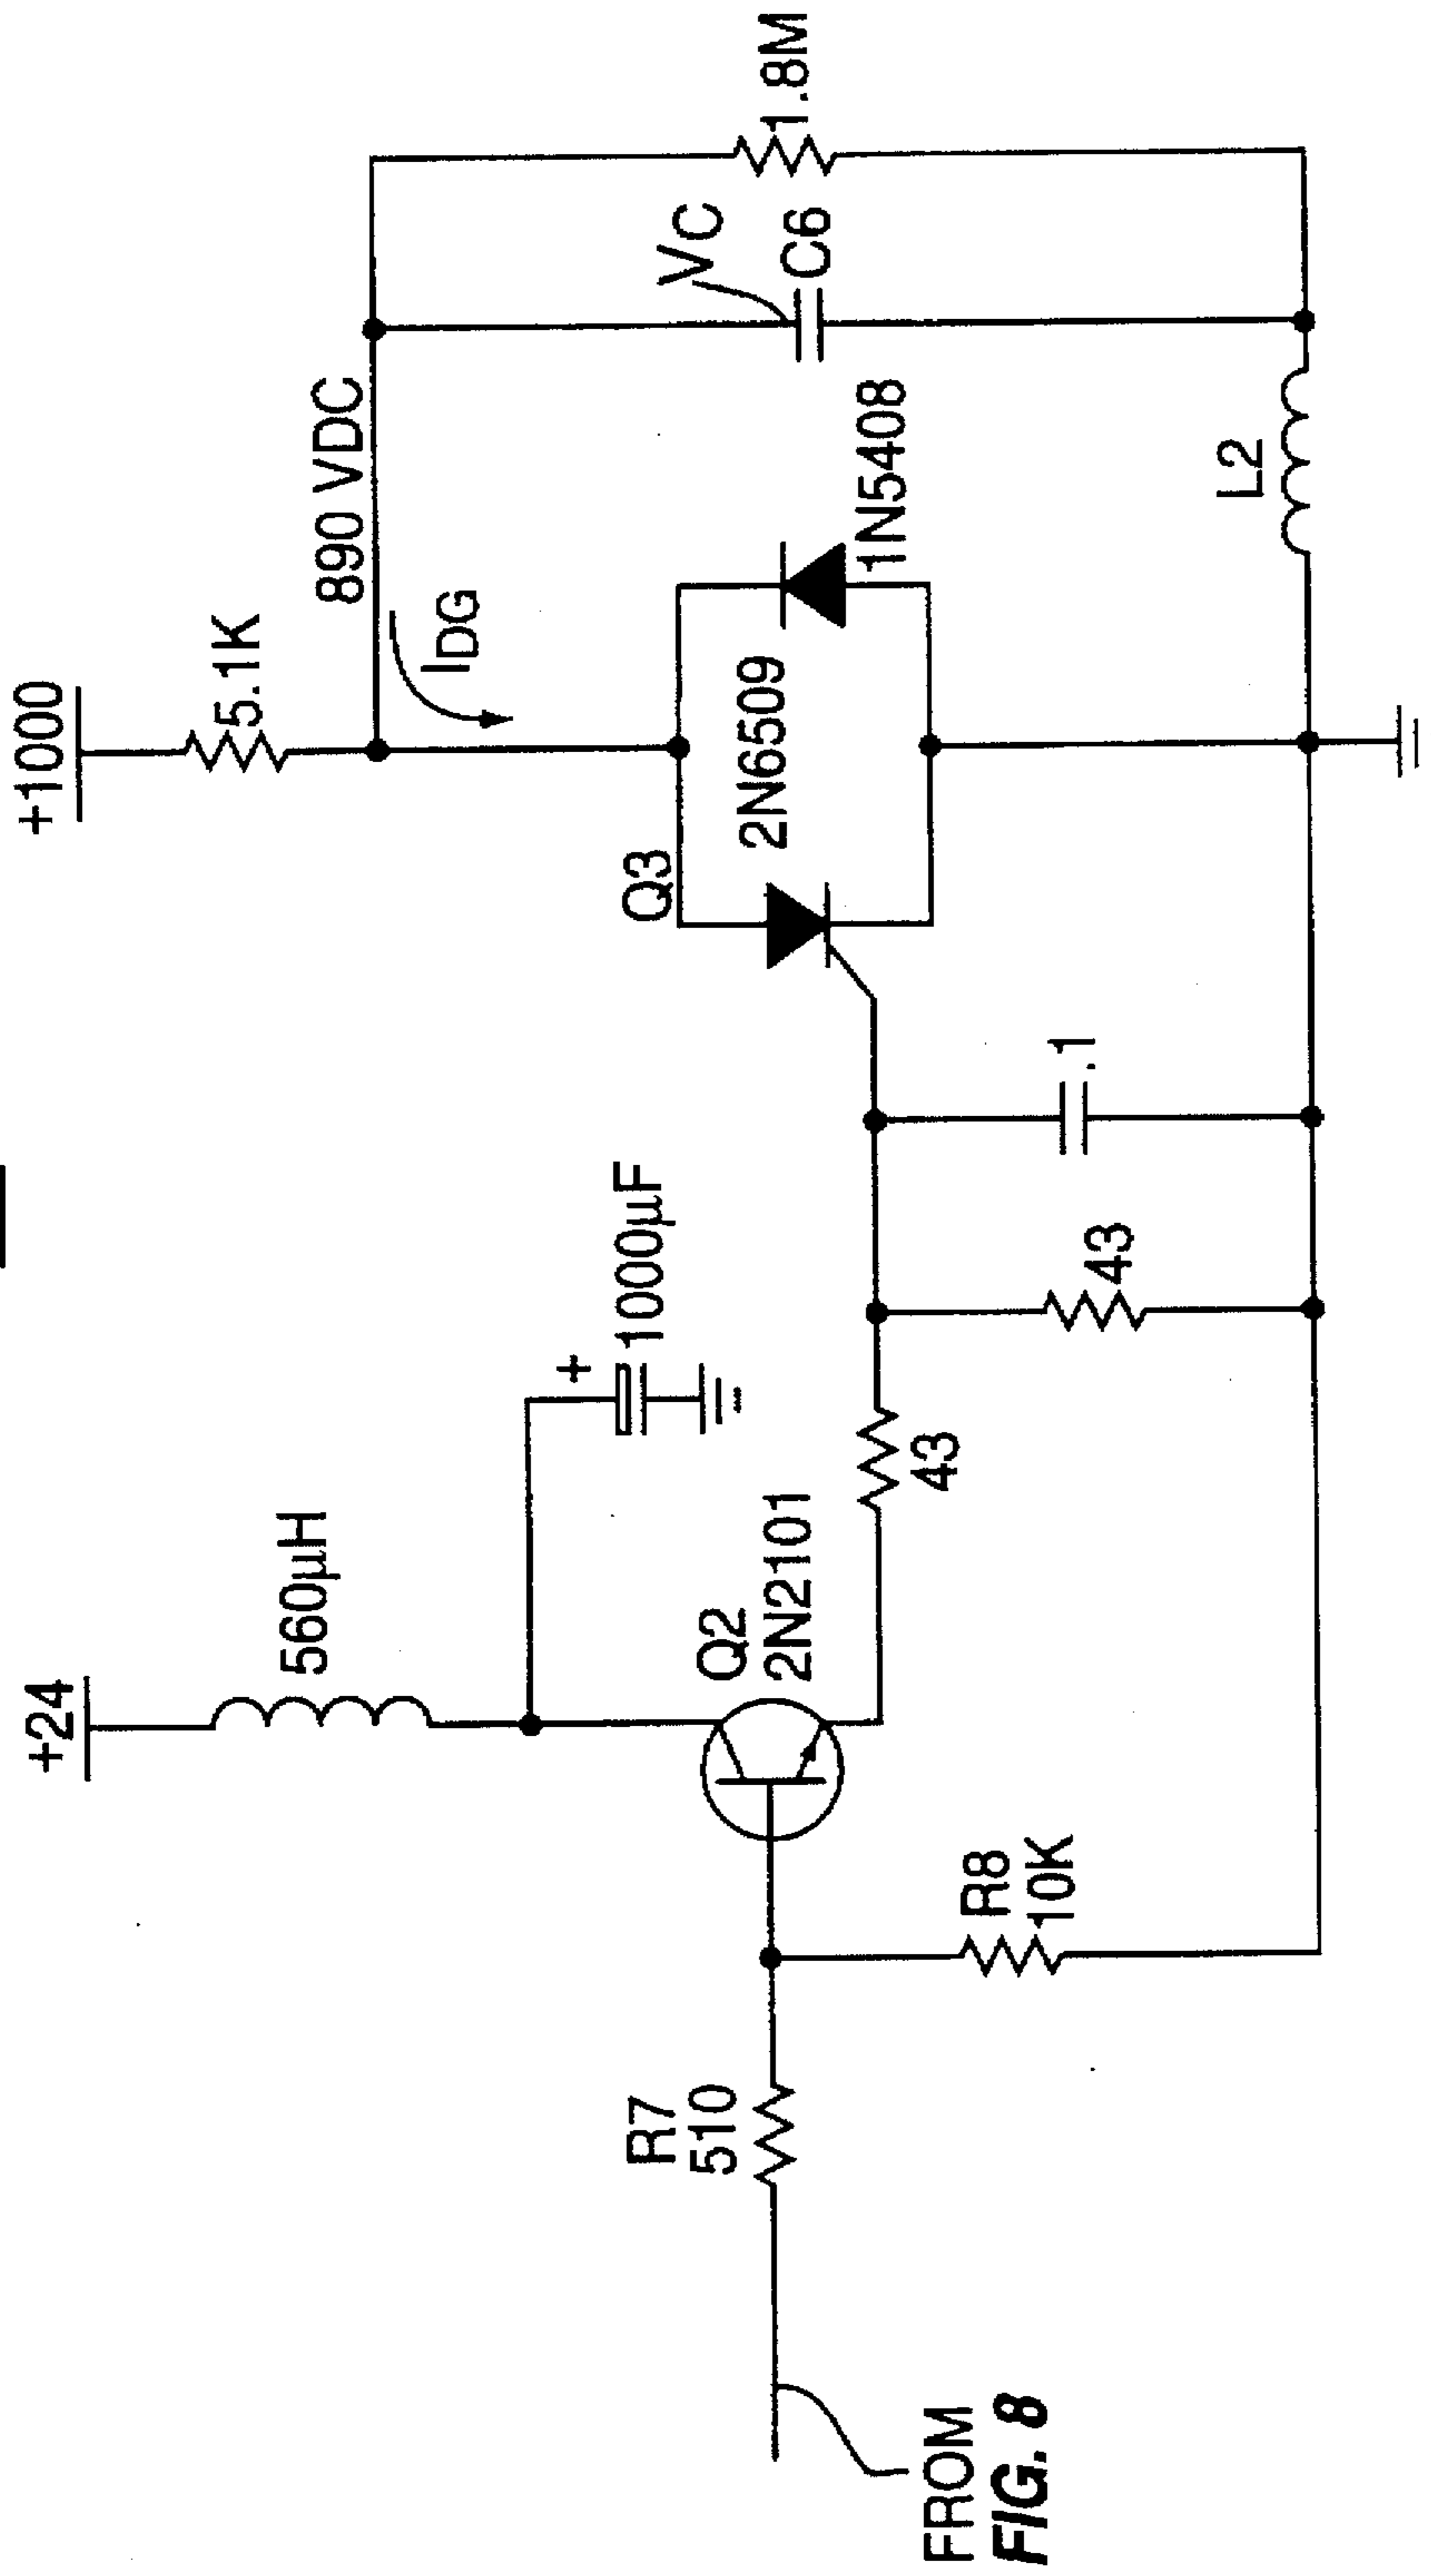 +1000
5.1K
890 VDC
IDG
VC
C6
1.8M
+24
560μH
+
1000μF
Q3
2N6509
1N5408
L2
Q2
2N2101
43
43
.1
R7
510
R8
10K
FROM
FIG. 8